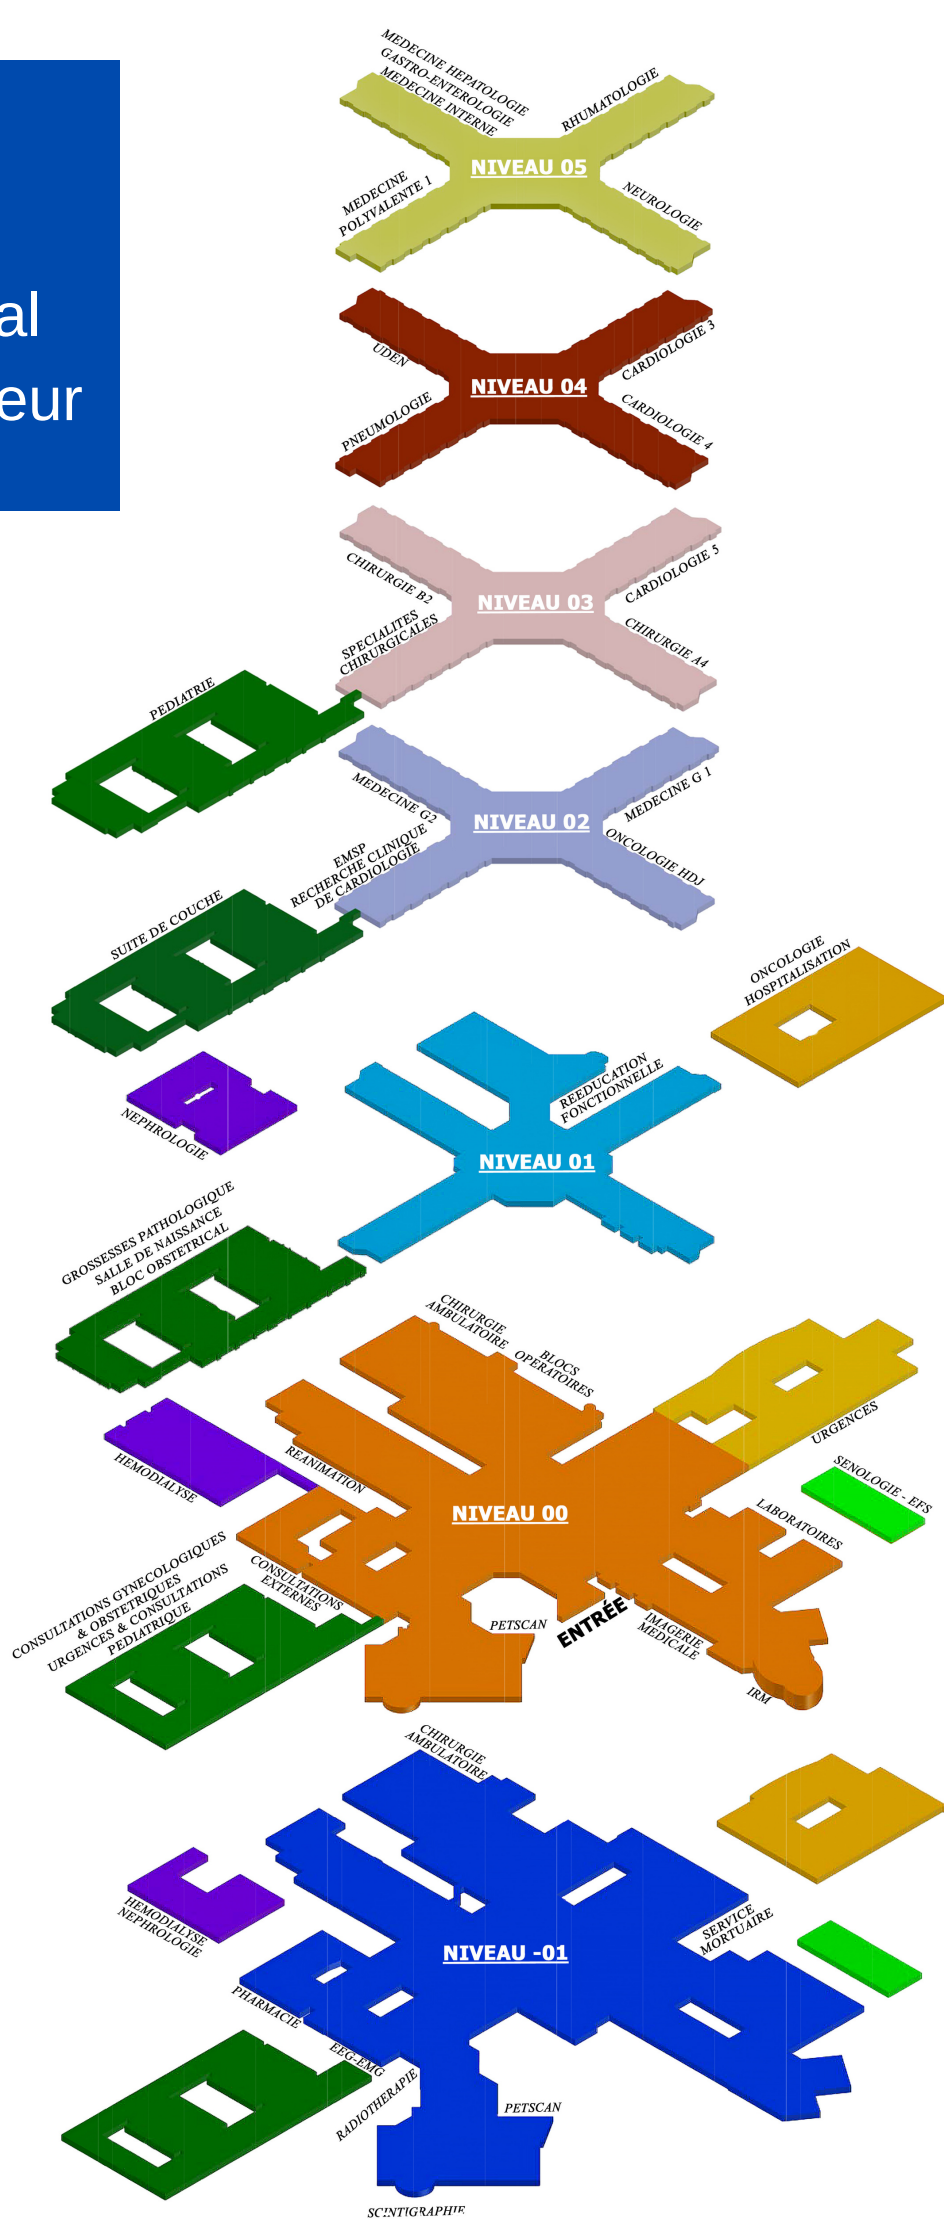 al
eur
MEDECINE HEPATOLOGIE
GASTRO-ENTEROLOGIE
MEDECINE INTERNE
RHUMATOLOGIE
NIVEAU 05
MEDECINE
POLYVALENTE 1
NEUROLOGIE
UDEN
CARDIOLOGIE 3
NIVEAU 04
PNEUMOLOGIE
CARDIOLOGIE 4
CHIRURGIE B2
CARDIOLOGIE 5
NIVEAU 03
SPECIALITES
CHIRURGICALES
CHIRURGIE A4
PEDIATRIE
MEDECINE G2
MEDECINE G 1
NIVEAU 02
EMSP
RECHERCHE CLINIQUE
DE CARDIOLOGIE
ONCOLOGIE HDJ
SUITE DE COUCHE
ONCOLOGIE
HOSPITALISATION
REEDUCATION
FONCTIONNELLE
NEPHROLOGIE
NIVEAU 01
GROSSESSES PATHOLOGIQUE
SALLE DE NAISSANCE
BLOC OBSTETRICAL
CHIRURGIE
AMBULATOIRE
BLOCS
OPERATOIRES
URGENCES
REANIMATION
HEMODIALYSE
SENOLOGIE - EFS
NIVEAU 00
LABORATOIRES
CONSULTATIONS GYNECOLOGIQUES
& OBSTETRIQUES
URGENCES & CONSULTATIONS
PEDIATRIQUE
CONSULTATIONS
EXTERNES
PETSCAN
ENTRÉE
IMAGERIE
MEDICALE
IRM
CHIRURGIE
AMBULATOIRE
HEMODIALYSE
NEPHROLOGIE
SERVICE
MORTUAIRE
NIVEAU -01
PHARMACIE
EEG-EMG
RADIOTHERAPIE
PETSCAN
SCINTIGRAPHIE